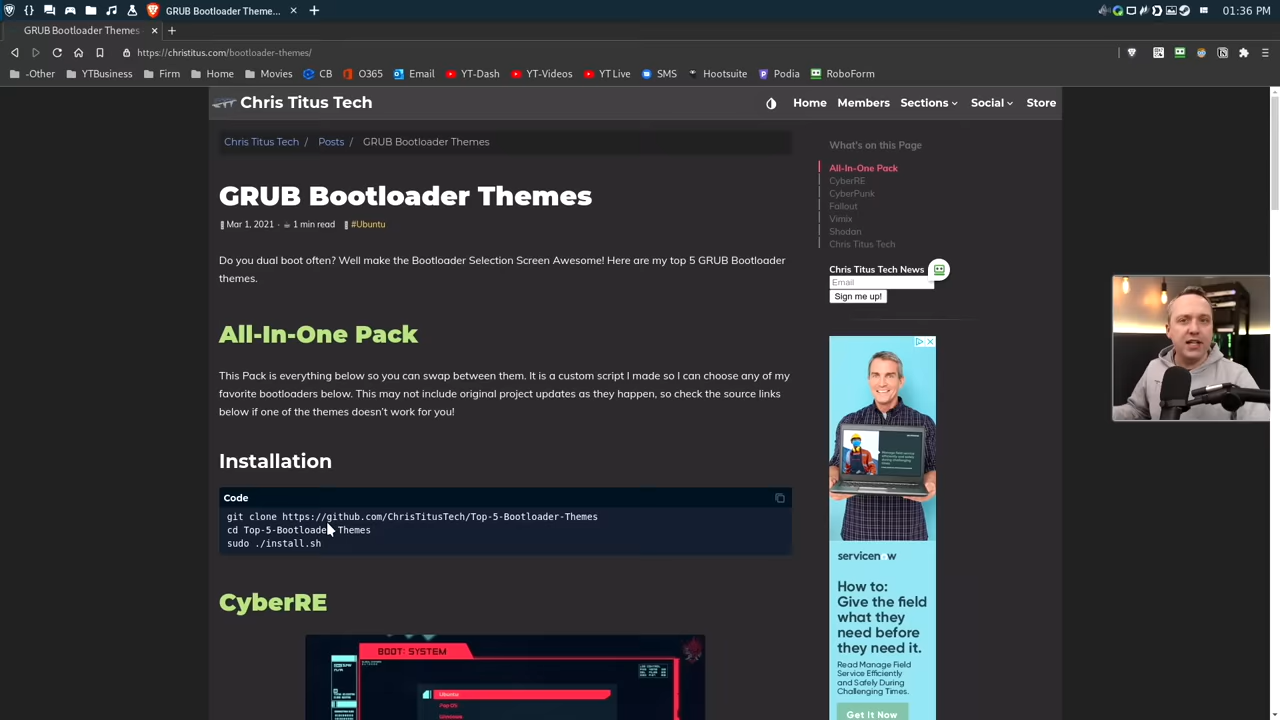 GRUB Bootloader Theme...
01:36 PM
GRUB Bootloader Themes
https://christitus.com/bootloader-themes/
-Other
YTBusiness
Firm
Home
Movies
CB
O365
Email
YT-Dash
YT-Videos
YT Live
SMS
Hootsuite
Podia
RoboForm
Chris Titus Tech
Home
Members
Sections
Social
Store
Chris Titus Tech / Posts / GRUB Bootloader Themes
GRUB Bootloader Themes
Mar 1, 2021 · 1 min read #Ubuntu
Do you dual boot often? Well make the Bootloader Selection Screen Awesome! Here are my top 5 GRUB Bootloader
themes.
All-In-One Pack
This Pack is everything below so you can swap between them. It is a custom script I made so I can choose any of my
favorite bootloaders below. This may not include original project updates as they happen, so check the source links
below if one of the themes doesn't work for you!
Installation
Code
git clone https://github.com/ChrisTitusTech/Top-5-Bootloader-Themes
cd Top-5-Bootloader-Themes
sudo ./install.sh
CyberRE
BOOT: SYSTEM
Ubuntu
Pop OS
Windows
What's on this Page
All-In-One Pack
CyberRE
CyberPunk
Fallout
Vimix
Shodan
Chris Titus Tech
Chris Titus Tech News
Email
Sign me up!
servicenow
How to:
Give the field
what they
need before
they need it.
Read Manage Field
Service Efficiently
and Safely During
Challenging Times.
Get It Now